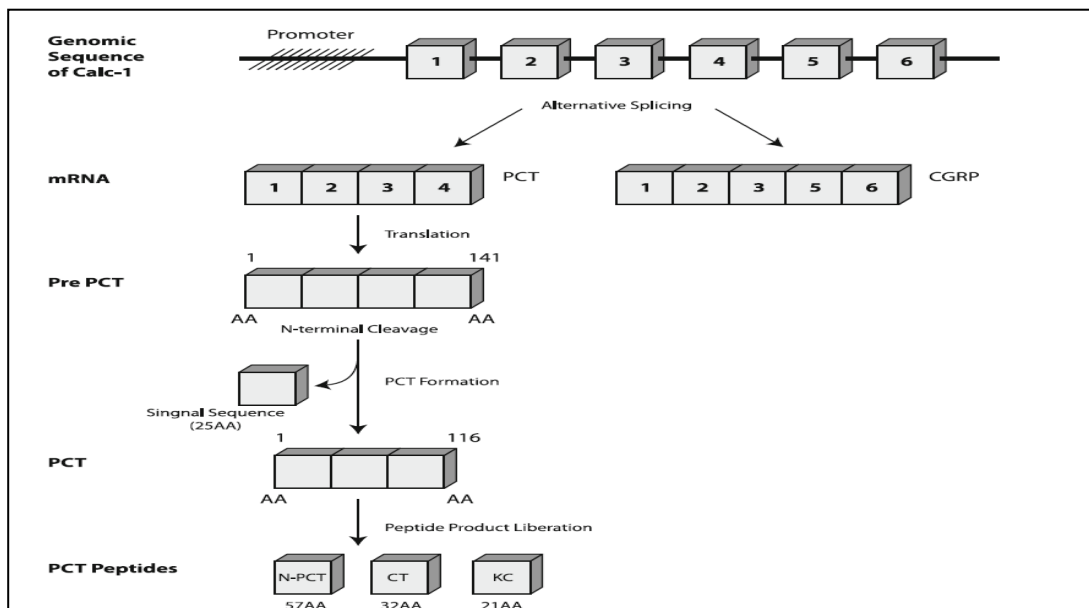 Genomic
Sequence
of Calc-1
Promoter
1 2 3 4 5 6
Alternative Splicing
mRNA
1 2 3 4
PCT
1 2 3 5 6
CGRP
Translation
1 141
Pre PCT
AA AA
N-terminal Cleavage
PCT Formation
Singnal Sequence
(25AA)
1 116
PCT
AA AA
Peptide Product Liberation
PCT Peptides
N-PCT CT KC
57AA 32AA 21AA